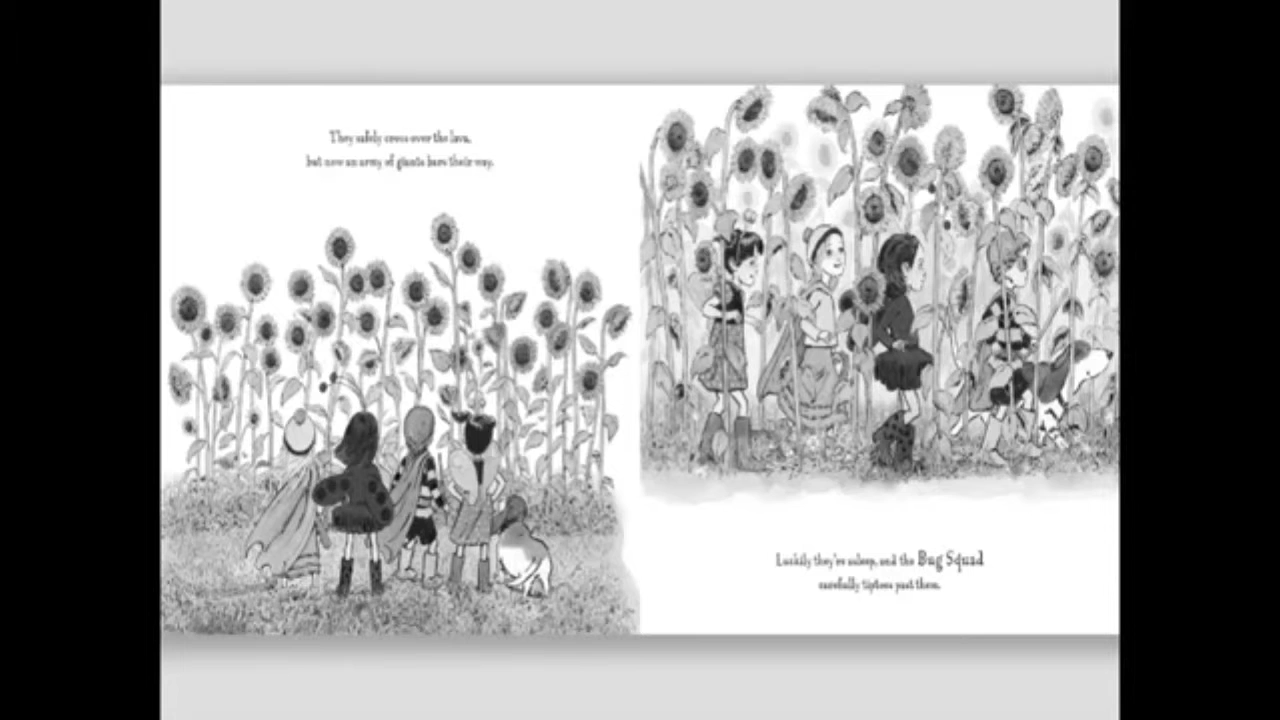 They safely cross over the lava,
but now an army of giants bars their way.
Luckily they're asleep, and the Bug Squad
carefully tiptoes past them.